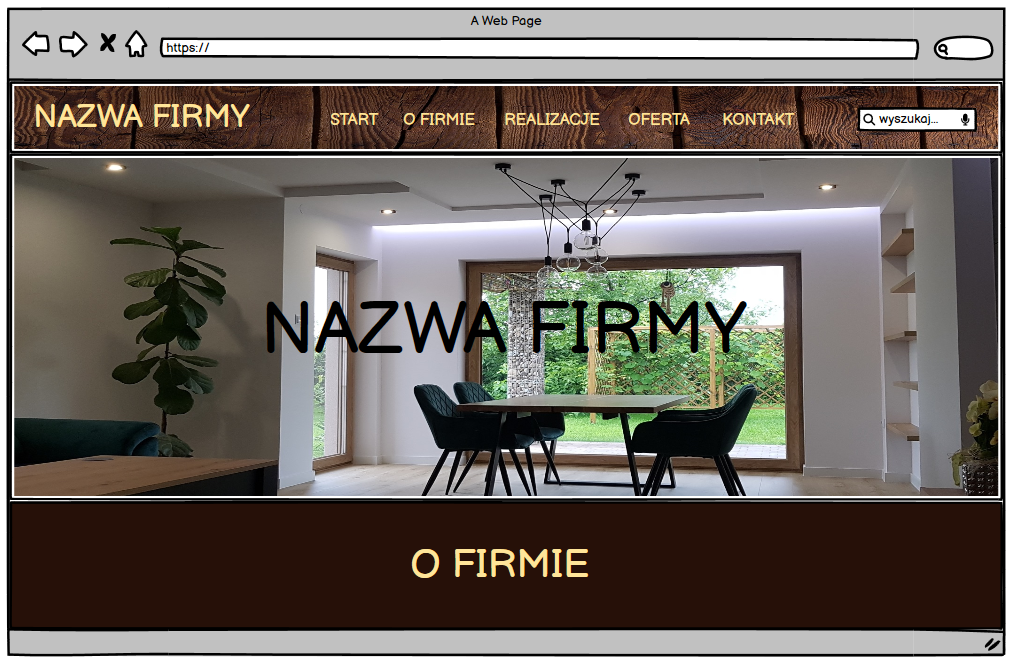 A Web Page
https://
NAZWA FIRMY
START O FIRMIE REALIZACJE OFERTA KONTAKT
wyszukaj...
NAZWA FIRMY
O FIRMIE